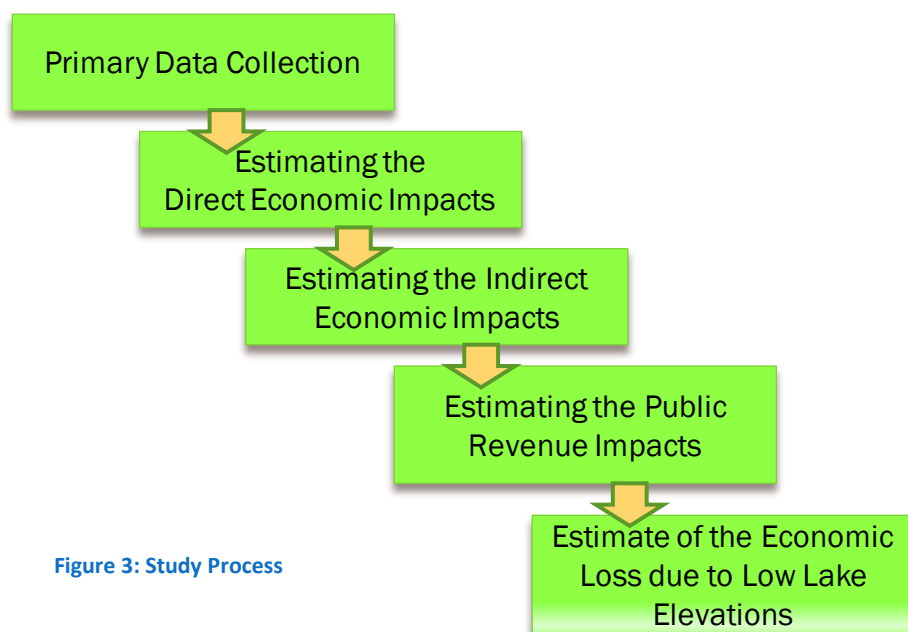 Primary Data Collection
Estimating the
Direct Economic Impacts
Estimating the Indirect
Economic Impacts
Estimating the Public
Revenue Impacts
Estimate of the Economic
Loss due to Low Lake
Elevations
Figure 3: Study Process